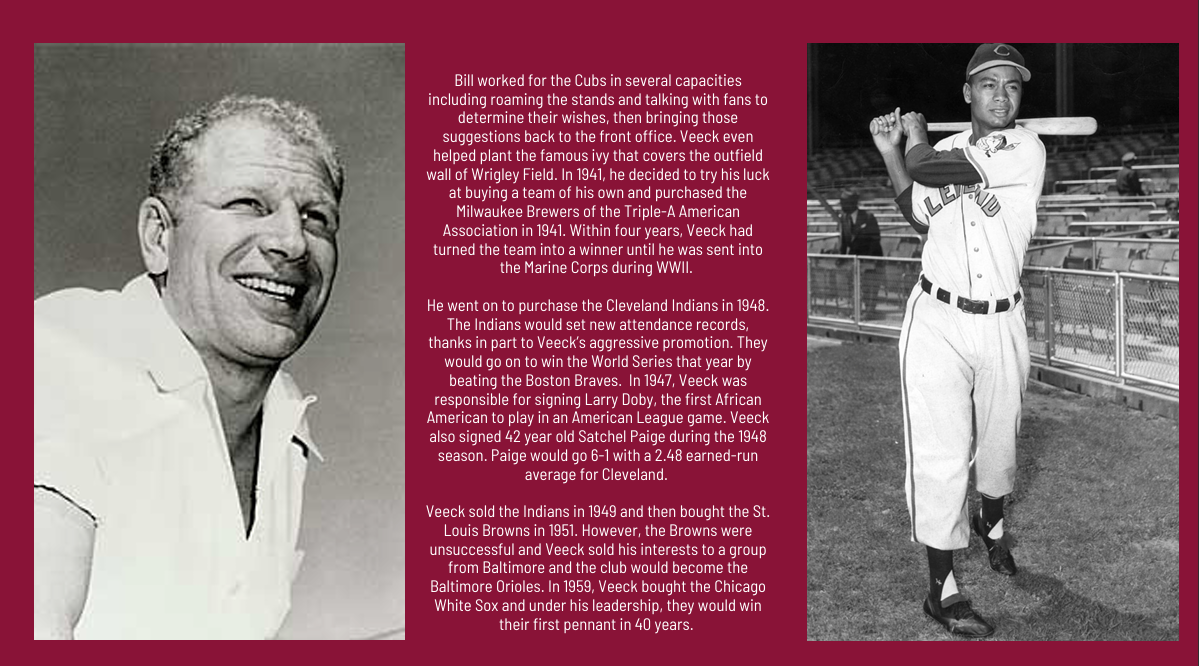 Bill worked for the Cubs in several capacities
including roaming the stands and talking with fans to
determine their wishes, then bringing those
suggestions back to the front office. Veeck even
helped plant the famous ivy that covers the outfield
wall of Wrigley Field. In 1941, he decided to try his luck
at buying a team of his own and purchased the
Milwaukee Brewers of the Triple-A American
Association in 1941. Within four years, Veeck had
turned the team into a winner until he was sent into
the Marine Corps during WWII.
He went on to purchase the Cleveland Indians in 1948.
The Indians would set new attendance records,
thanks in part to Veeck's aggressive promotion. They
would go on to win the World Series that year by
beating the Boston Braves. In 1947, Veeck was
responsible for signing Larry Doby, the first African
American to play in an American League game. Veeck
also signed 42 year old Satchel Paige during the 1948
season. Paige would go 6-1 with a 2.48 earned-run
average for Cleveland.
Veeck sold the Indians in 1949 and then bought the St.
Louis Browns in 1951. However, the Browns were
unsuccessful and Veeck sold his interests to a group
from Baltimore and the club would become the
Baltimore Orioles. In 1959, Veeck bought the Chicago
White Sox and under his leadership, they would win
their first pennant in 40 years.
C